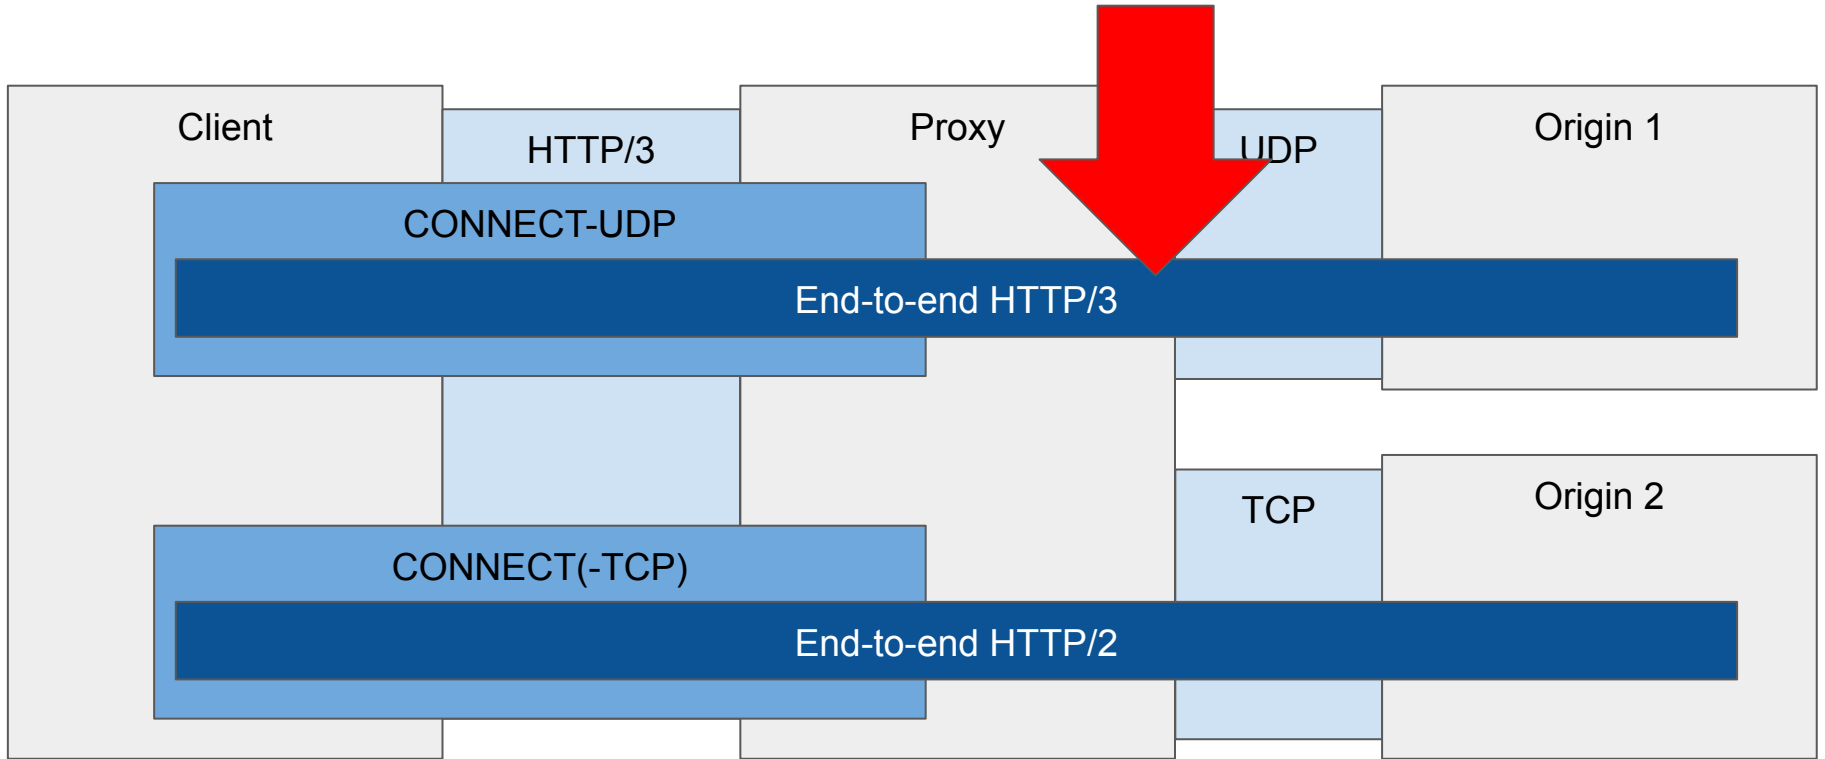 Client
HTTP/3
Proxy
UDP
Origin 1
CONNECT-UDP
End-to-end HTTP/3
TCP
Origin 2
CONNECT(-TCP)
End-to-end HTTP/2